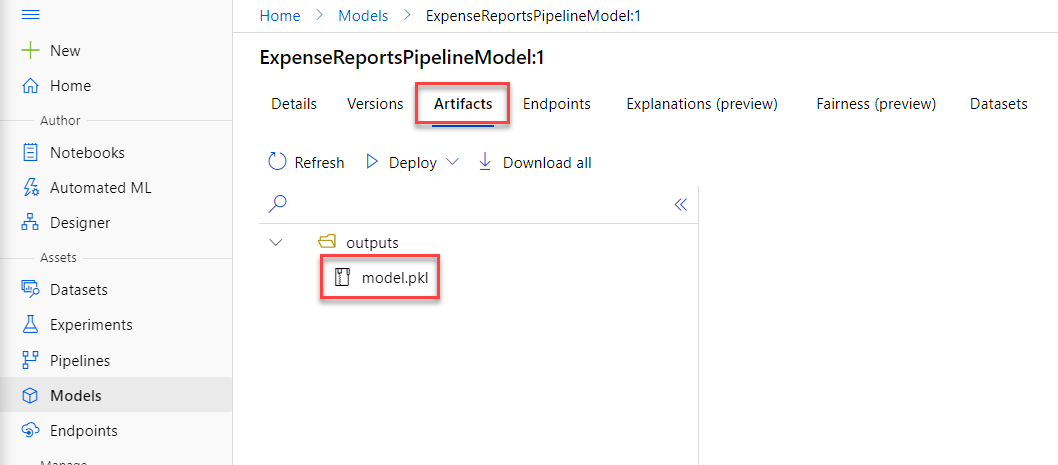 Home > Models > ExpenseReportsPipelineModel:1
New
Home
Author
Notebooks
Automated ML
Designer
Assets
Datasets
Experiments
Pipelines
Models
Endpoints
Manage
ExpenseReportsPipelineModel:1
Details Versions Artifacts Endpoints Explanations (preview) Fairness (preview) Datasets
Refresh Deploy Download all
outputs
model.pkl